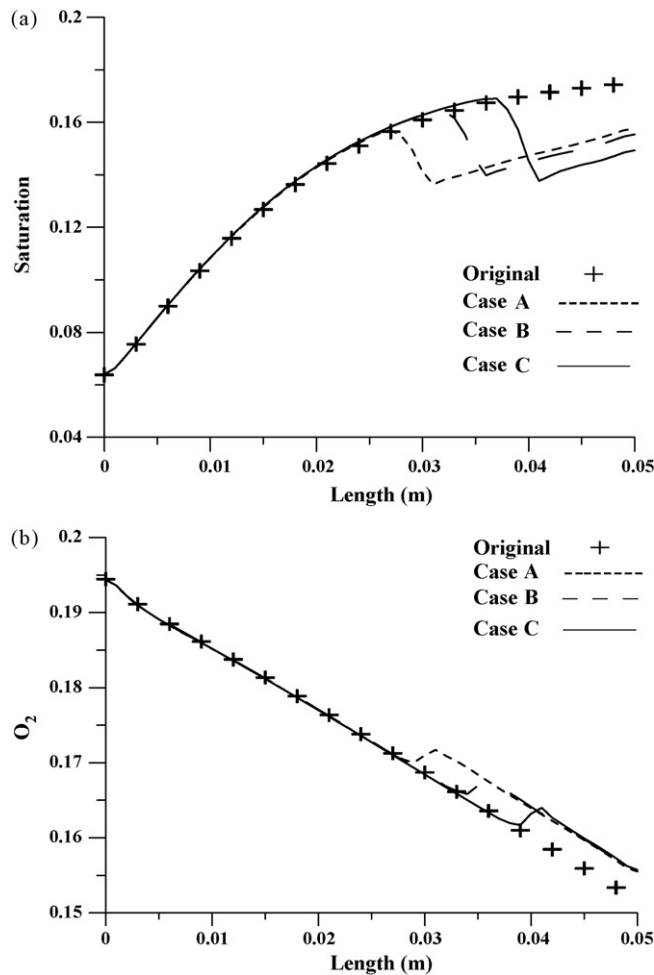 (a)
0.2
0.16
0.12
0.08
0.04
Saturation
Original
Case A
Case B
Case C
0
0.01
0.02
0.03
0.04
0.05
Length (m)
(b)
0.2
0.19
0.18
0.17
0.16
0.15
O₂
Original
Case A
Case B
Case C
0
0.01
0.02
0.03
0.04
0.05
Length (m)